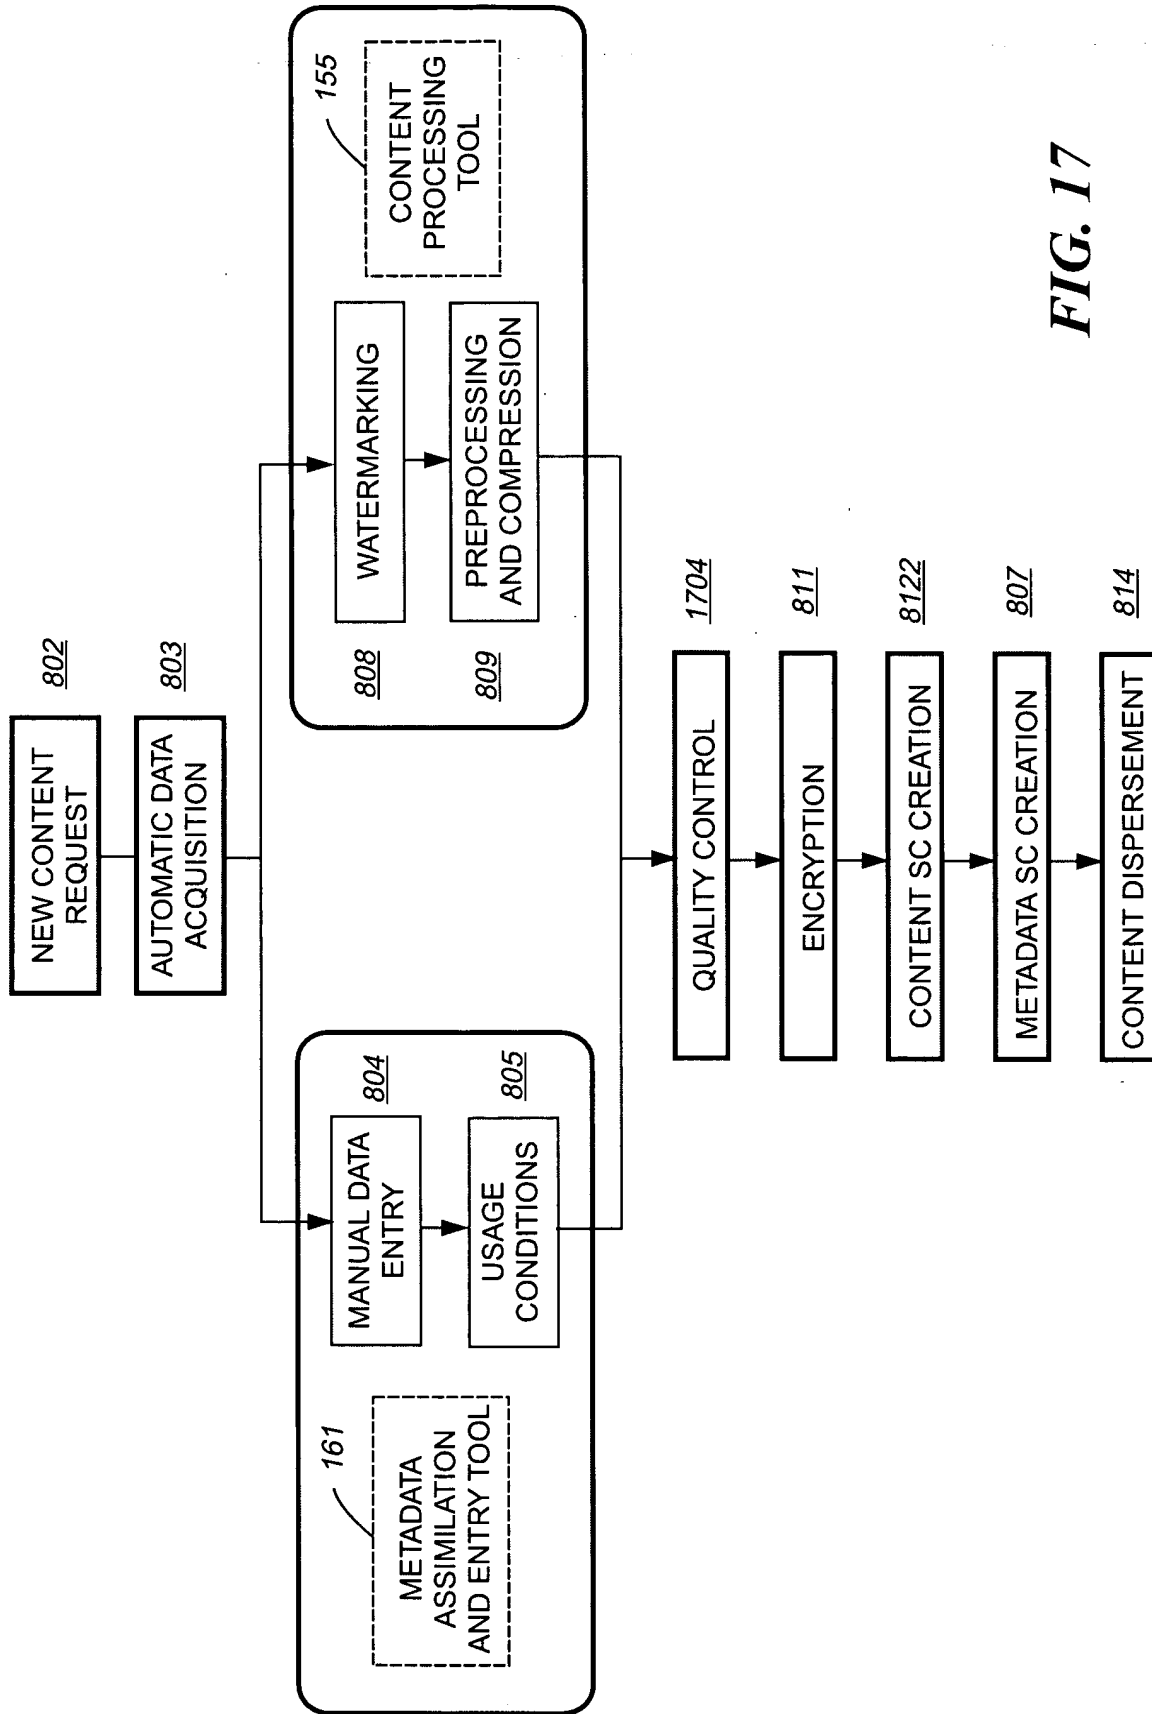 NEW CONTENT
REQUEST
802
AUTOMATIC DATA
ACQUISITION
803
161
METADATA
ASSIMILATION
AND ENTRY TOOL
MANUAL DATA
ENTRY
804
USAGE
CONDITIONS
805
808
WATERMARKING
809
PREPROCESSING
AND COMPRESSION
155
CONTENT
PROCESSING
TOOL
QUALITY CONTROL
1704
ENCRYPTION
811
CONTENT SC CREATION
8122
METADATA SC CREATION
807
CONTENT DISPERSEMENT
814
FIG. 17